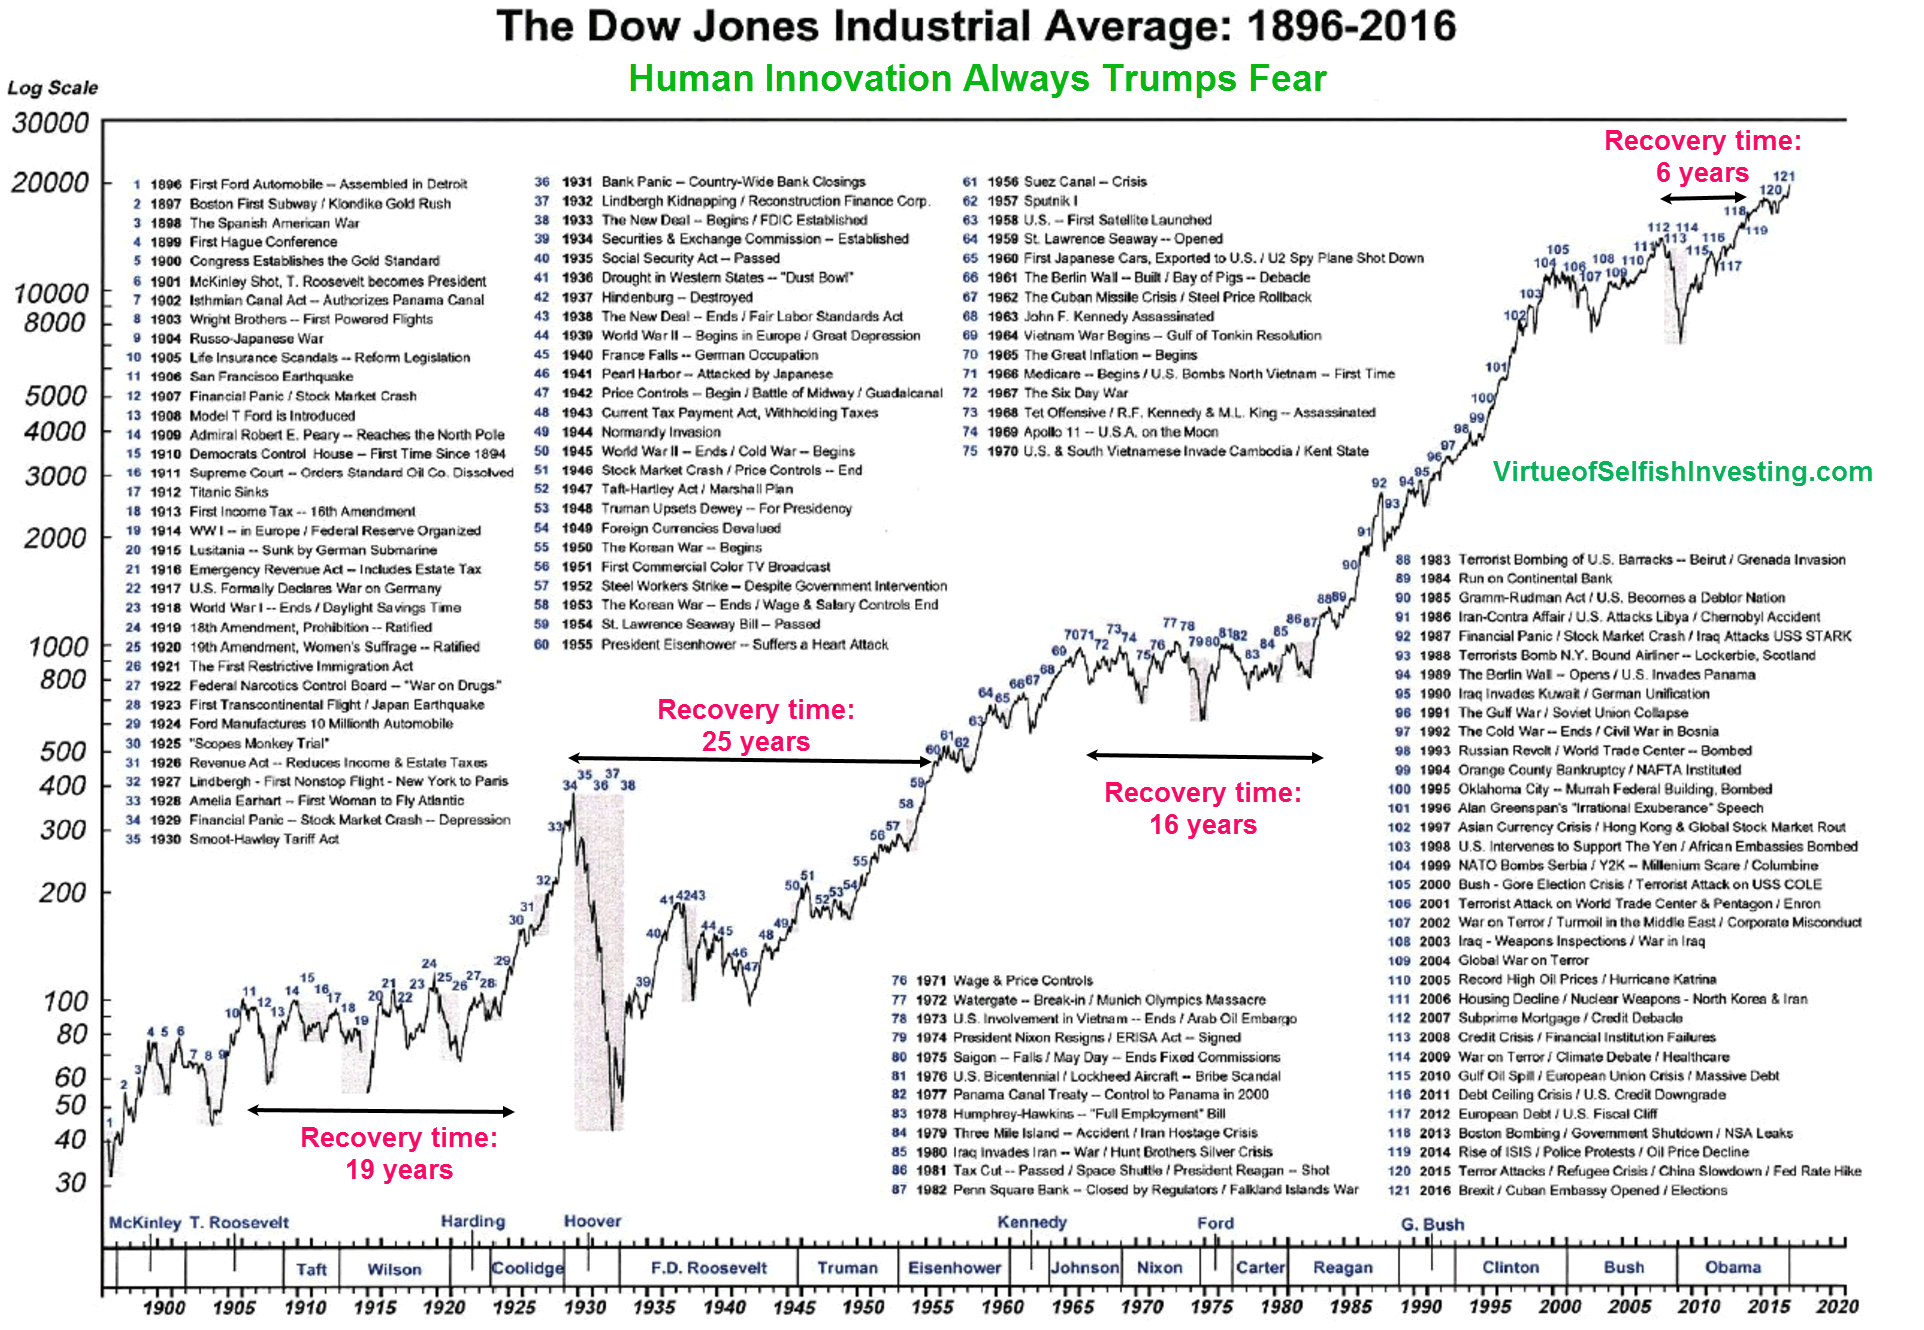 The Dow Jones Industrial Average: 1896-2016
Human Innovation Always Trumps Fear
Log Scale
30000
20000
10000
8000
5000
4000
3000
2000
1000
800
500
400
300
200
100
80
60
50
40
30
1 1896 First Ford Automobile -- Assembled in Detroit
2 1897 Boston First Subway / Klondike Gold Rush
3 1898 The Spanish American War
4 1899 First Hague Conference
5 1900 Congress Establishes the Gold Standard
6 1901 McKinley Shot, T. Roosevelt becomes President
7 1902 Isthmian Canal Act -- Authorizes Panama Canal
8 1903 Wright Brothers -- First Powered Flights
9 1904 Russo-Japanese War
10 1905 Life Insurance Scandals -- Reform Legislation
11 1906 San Francisco Earthquake
12 1907 Financial Panic / Stock Market Crash
13 1908 Model T Ford is Introduced
14 1909 Admiral Robert E. Peary -- Reaches the North Pole
15 1910 Democrats Control House -- First Time Since 1894
16 1911 Supreme Court -- Orders Standard Oil Co. Dissolved
17 1912 Titanic Sinks
18 1913 First Income Tax -- 16th Amendment
19 1914 WW I -- in Europe / Federal Reserve Organized
20 1915 Lusitania -- Sunk by German Submarine
21 1916 Emergency Revenue Act -- Includes Estate Tax
22 1917 U.S. Formally Declares War on Germany
23 1918 World War I -- Ends / Daylight Savings Time
24 1919 18th Amendment, Prohibition -- Ratified
25 1920 19th Amendment, Women's Suffrage -- Ratified
26 1921 The First Restrictive Immigration Act
27 1922 Federal Narcotics Control Board -- "War on Drugs"
28 1923 First Transcontinental Flight / Japan Earthquake
29 1924 Ford Manufactures 10 Millionth Automobile
30 1925 "Scopes Monkey Trial"
31 1926 Revenue Act -- Reduces Income & Estate Taxes
32 1927 Lindbergh - First Nonstop Flight - New York to Paris
33 1928 Amelia Earhart -- First Woman to Fly Atlantic
34 1929 Financial Panic -- Stock Market Crash -- Depression
35 1930 Smoot-Hawley Tariff Act
36 1931 Bank Panic -- Country-Wide Bank Closings
37 1932 Lindbergh Kidnapping / Reconstruction Finance Corp.
38 1933 The New Deal -- Begins / FDIC Established
39 1934 Securities & Exchange Commission -- Established
40 1935 Social Security Act -- Passed
41 1936 Drought in Western States -- "Dust Bowl"
42 1937 Hindenburg -- Destroyed
43 1938 The New Deal -- Ends / Fair Labor Standards Act
44 1939 World War II -- Begins in Europe / Great Depression
45 1940 France Falls -- German Occupation
46 1941 Pearl Harbor -- Attacked by Japanese
47 1942 Price Controls -- Begin / Battle of Midway / Guadalcanal
48 1943 Current Tax Payment Act, Withholding Taxes
49 1944 Normandy Invasion
50 1945 World War II -- Ends / Cold War -- Begins
51 1946 Stock Market Crash / Price Controls -- End
52 1947 Taft-Hartley Act / Marshall Plan
53 1948 Truman Upsets Dewey -- For Presidency
54 1949 Foreign Currencies Devalued
55 1950 The Korean War -- Begins
56 1951 First Commercial Color TV Broadcast
57 1952 Steel Workers Strike -- Despite Government Intervention
58 1953 The Korean War -- Ends / Wage & Salary Controls End
59 1954 St. Lawrence Seaway Bill -- Passed
60 1955 President Eisenhower -- Suffers a Heart Attack
61 1956 Suez Canal -- Crisis
62 1957 Sputnik I
63 1958 U.S. -- First Satellite Launched
64 1959 St. Lawrence Seaway -- Opened
65 1960 First Japanese Cars, Exported to U.S. / U2 Spy Plane Shot Down
66 1961 The Berlin Wall -- Built / Bay of Pigs -- Debacle
67 1962 The Cuban Missile Crisis / Steel Price Rollback
68 1963 John F. Kennedy Assassinated
69 1964 Vietnam War Begins -- Gulf of Tonkin Resolution
70 1965 The Great Inflation -- Begins
71 1966 Medicare -- Begins / U.S. Bombs North Vietnam -- First Time
72 1967 The Six Day War
73 1968 Tet Offensive / R.F. Kennedy & M.L. King -- Assassinated
74 1969 Apollo 11 -- U.S.A. on the Moon
75 1970 U.S. & South Vietnamese Invade Cambodia / Kent State
Recovery time:
6 years
VirtueofSelfishInvesting.com
Recovery time:
25 years
Recovery time:
16 years
Recovery time:
19 years
76 1971 Wage & Price Controls
77 1972 Watergate -- Break-in / Munich Olympics Massacre
78 1973 U.S. Involvement in Vietnam -- Ends / Arab Oil Embargo
79 1974 President Nixon Resigns / ERISA Act -- Signed
80 1975 Saigon -- Falls / May Day -- Ends Fixed Commissions
81 1976 U.S. Bicentennial / Lockheed Aircraft -- Bribe Scandal
82 1977 Panama Canal Treaty -- Control to Panama in 2000
83 1978 Humphrey-Hawkins -- "Full Employment" Bill
84 1979 Three Mile Island -- Accident / Iran Hostage Crisis
85 1980 Iraq Invades Iran -- War / Hunt Brothers Silver Crisis
86 1981 Tax Cut -- Passed / Space Shuttle / President Reagan -- Shot
87 1982 Penn Square Bank -- Closed by Regulators / Falkland Islands War
88 1983 Terrorist Bombing of U.S. Barracks -- Beirut / Grenada Invasion
89 1984 Run on Continental Bank
90 1985 Gramm-Rudman Act / U.S. Becomes a Debtor Nation
91 1986 Iran-Contra Affair / U.S. Attacks Libya / Chernobyl Accident
92 1987 Financial Panic / Stock Market Crash / Iraq Attacks USS STARK
93 1988 Terrorists Bomb N.Y. Bound Airliner -- Lockerbie, Scotland
94 1989 The Berlin Wall -- Opens / U.S. Invades Panama
95 1990 Iraq Invades Kuwait / German Unification
96 1991 The Gulf War / Soviet Union Collapse
97 1992 The Cold War -- Ends / Civil War in Bosnia
98 1993 Russian Revolt / World Trade Center -- Bombed
99 1994 Orange County Bankruptcy / NAFTA Instituted
100 1995 Oklahoma City -- Murrah Federal Building, Bombed
101 1996 Alan Greenspan's "Irrational Exuberance" Speech
102 1997 Asian Currency Crisis / Hong Kong & Global Stock Market Rout
103 1998 U.S. Intervenes to Support The Yen / African Embassies Bombed
104 1999 NATO Bombs Serbia / Y2K -- Millenium Scare / Columbine
105 2000 Bush - Gore Election Crisis / Terrorist Attack on USS COLE
106 2001 Terrorist Attack on World Trade Center & Pentagon / Enron
107 2002 War on Terror / Turmoil in the Middle East / Corporate Misconduct
108 2003 Iraq - Weapons Inspections / War in Iraq
109 2004 Global War on Terror
110 2005 Record High Oil Prices / Hurricane Katrina
111 2006 Housing Decline / Nuclear Weapons - North Korea & Iran
112 2007 Subprime Mortgage / Credit Debacle
113 2008 Credit Crisis / Financial Institution Failures
114 2009 War on Terror / Climate Debate / Healthcare
115 2010 Gulf Oil Spill / European Union Crisis / Massive Debt
116 2011 Debt Ceiling Crisis / U.S. Credit Downgrade
117 2012 European Debt / U.S. Fiscal Cliff
118 2013 Boston Bombing / Government Shutdown / NSA Leaks
119 2014 Rise of ISIS / Police Protests / Oil Price Decline
120 2015 Terror Attacks / Refugee Crisis / China Slowdown / Fed Rate Hike
121 2016 Brexit / Cuban Embassy Opened / Elections
McKinley T. Roosevelt Harding Hoover Kennedy Ford G. Bush
Taft Wilson Coolidge F.D. Roosevelt Truman Eisenhower Johnson Nixon Carter Reagan Clinton Bush Obama
1900 1905 1910 1915 1920 1925 1930 1935 1940 1945 1950 1955 1960 1965 1970 1975 1980 1985 1990 1995 2000 2005 2010 2015 2020